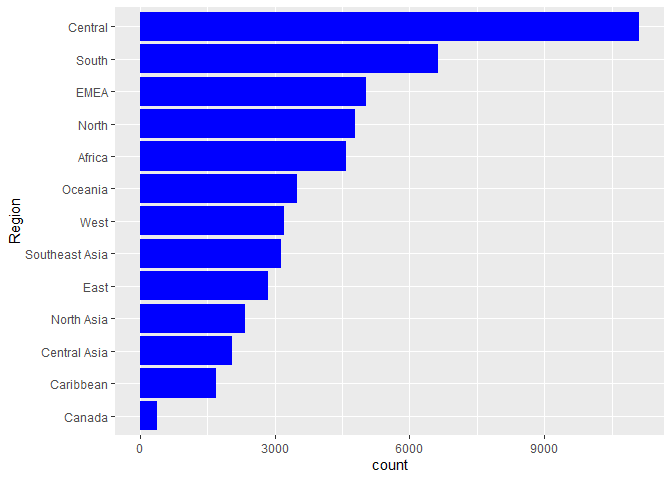 Region
Central
South
EMEA
North
Africa
Oceania
West
Southeast Asia
East
North Asia
Central Asia
Caribbean
Canada
0 3000 6000 9000
count